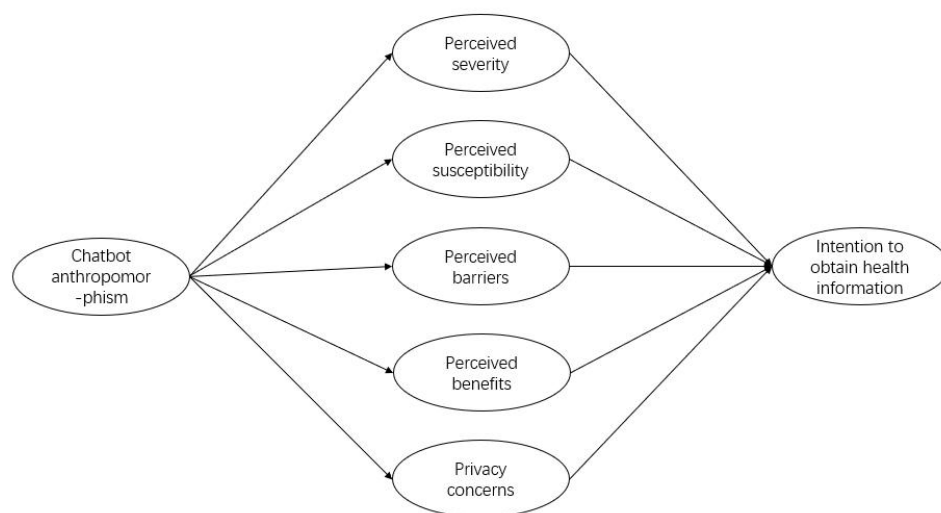 Perceived
severity
Perceived
susceptibility
Chatbot
anthropomor
-phism
Perceived
barriers
Intention to
obtain health
information
Perceived
benefits
Privacy
concerns